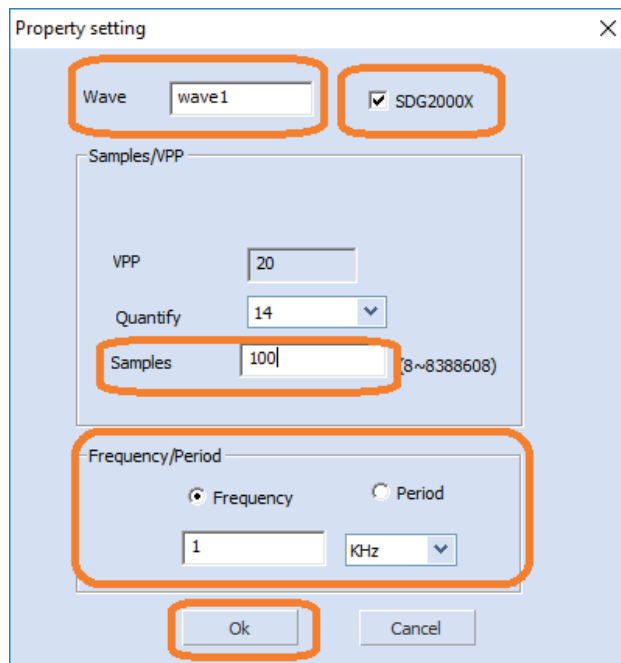 Property setting
Wave wave1 SDG2000X
Samples/VPP
VPP 20
Quantify 14
Samples 100 (8~8388608)
Frequency/Period
Frequency Period
1 KHz
Ok Cancel